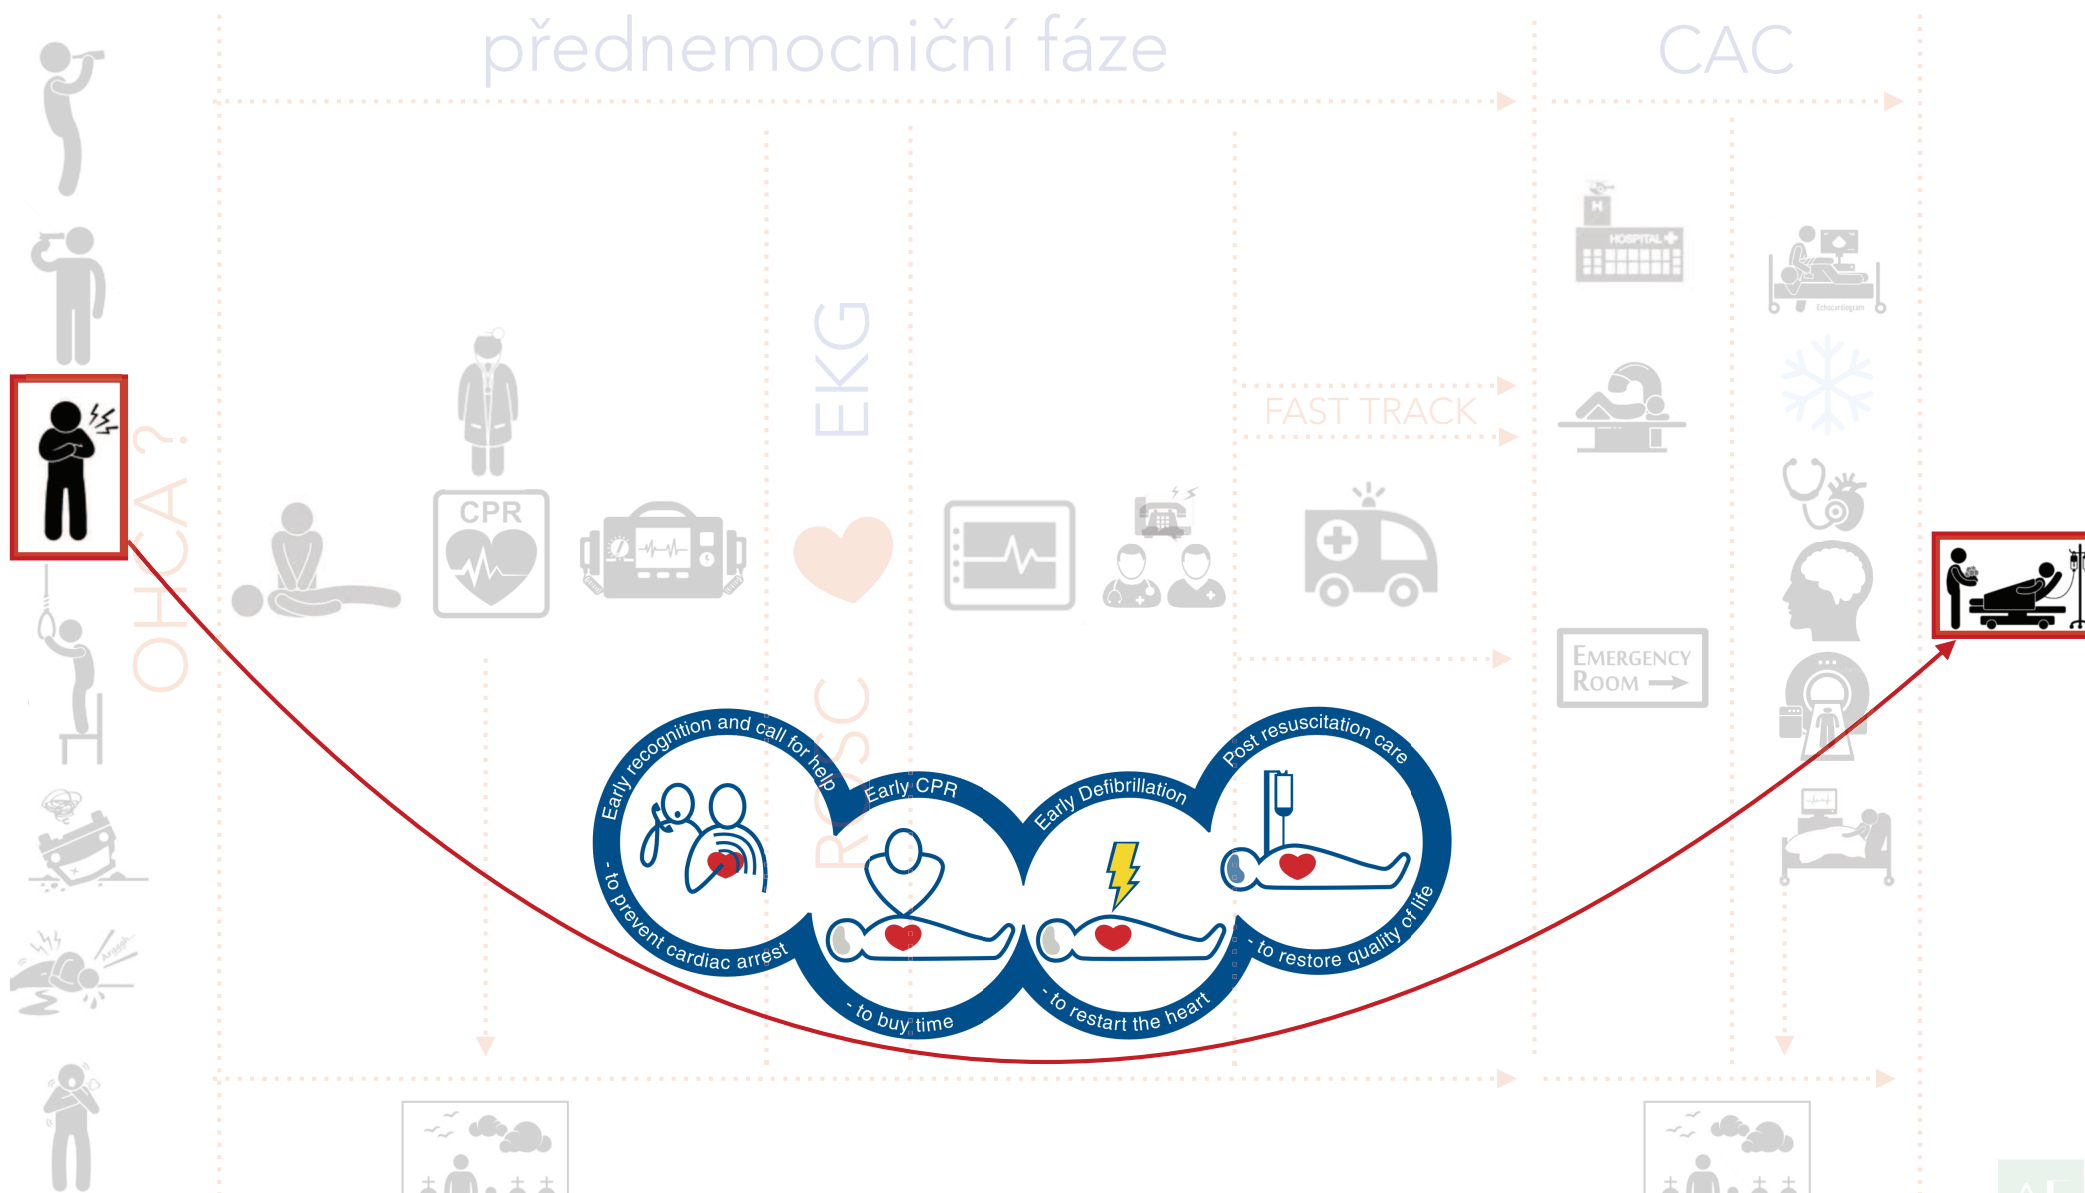 přednemocniční fáze
CAC
HOSPITAL
H
Echocardiogram
EKG
FAST TRACK
OHCA ?
CPR
EMERGENCY
ROOM
ROSC
Early recognition and call for help
- to prevent cardiac arrest
Early CPR
- to buy time
Early Defibrillation
- to restart the heart
Post resuscitation care
- to restore quality of life